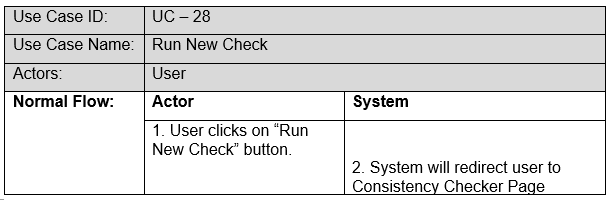 Use Case ID: UC – 28
Use Case Name: Run New Check
Actors: User
Normal Flow: Actor System
1. User clicks on “Run
New Check” button.
2. System will redirect user to
Consistency Checker Page